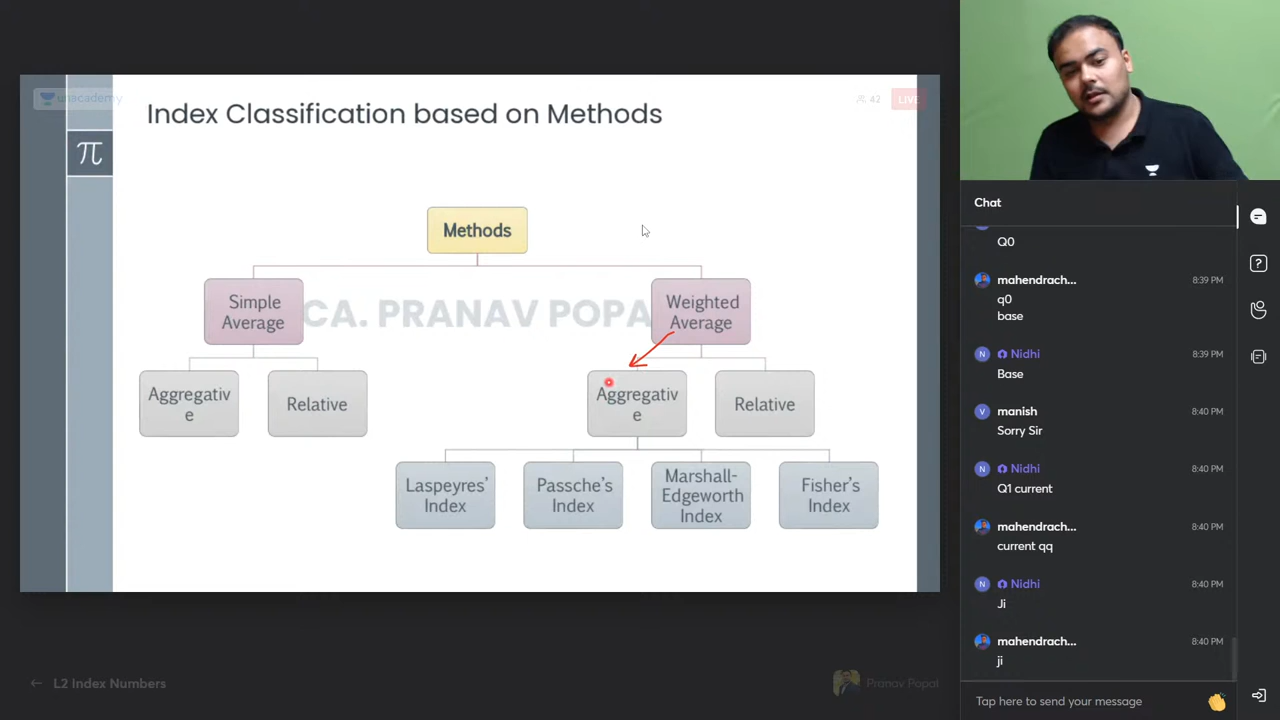 unacademy
42
LIVE
Index Classification based on Methods
π
Methods
Simple
Average
CA. PRANAV POPA
Weighted
Average
Aggregativ
e
Relative
Aggregativ
e
Relative
Laspeyres'
Index
Passche's
Index
Marshall-
Edgeworth
Index
Fisher's
Index
L2 Index Numbers
Pranav Popat
Chat
Q0
mahendrach... 8:39 PM
q0
base
N Nidhi 8:39 PM
Base
V manish 8:40 PM
Sorry Sir
N Nidhi 8:40 PM
Q1 current
mahendrach... 8:40 PM
current qq
N Nidhi 8:40 PM
Ji
mahendrach... 8:40 PM
ji
Tap here to send your message